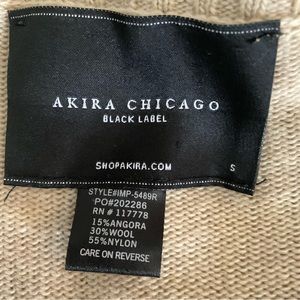 AKIRA CHICAGO
BLACK LABEL
SHOPAKIRA.COM
S
STYLE#IMP-5489R
PO#202286
RN # 117778
15%ANGORA
30%WOOL
55%NYLON
CARE ON REVERSE